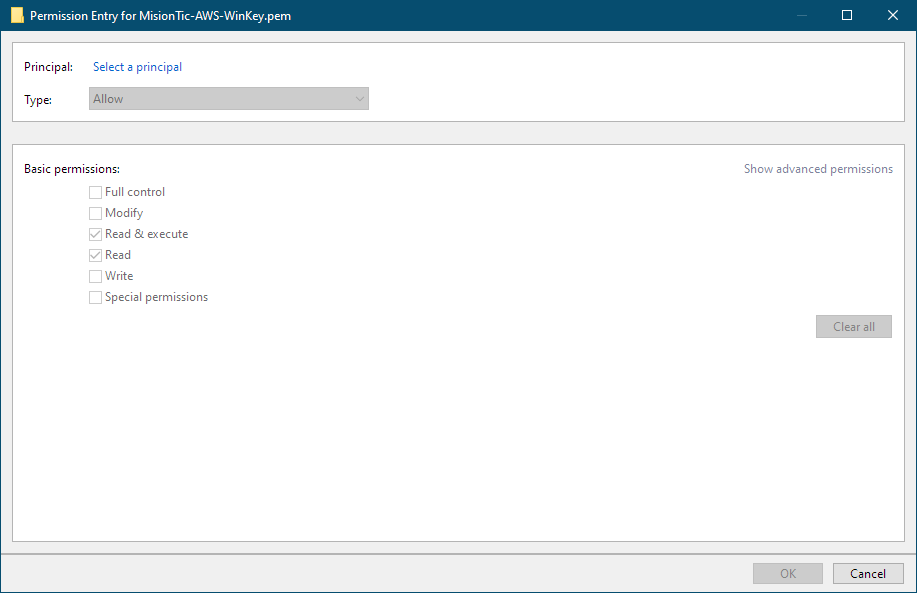 Permission Entry for MisionTic-AWS-WinKey.pem
Principal: Select a principal
Type: Allow
Basic permissions: Show advanced permissions
Full control
Modify
Read & execute
Read
Write
Special permissions
Clear all
OK Cancel